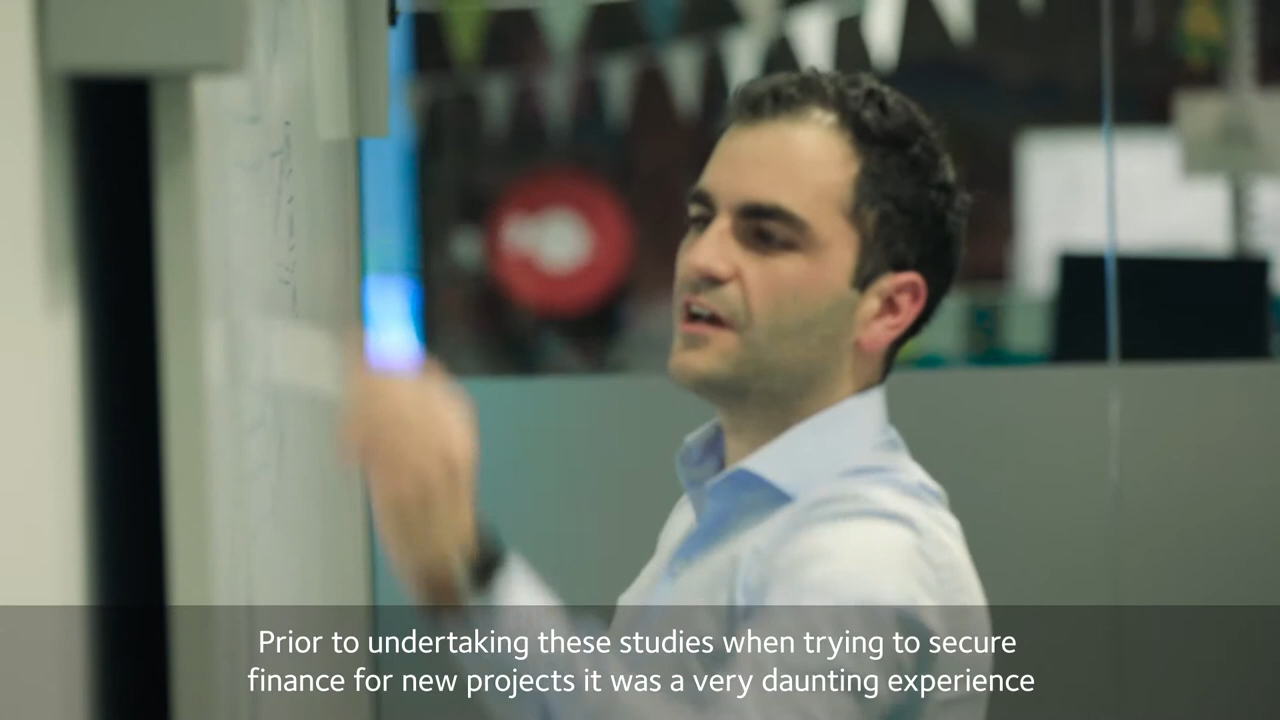 Prior to undertaking these studies when trying to secure
finance for new projects it was a very daunting experience